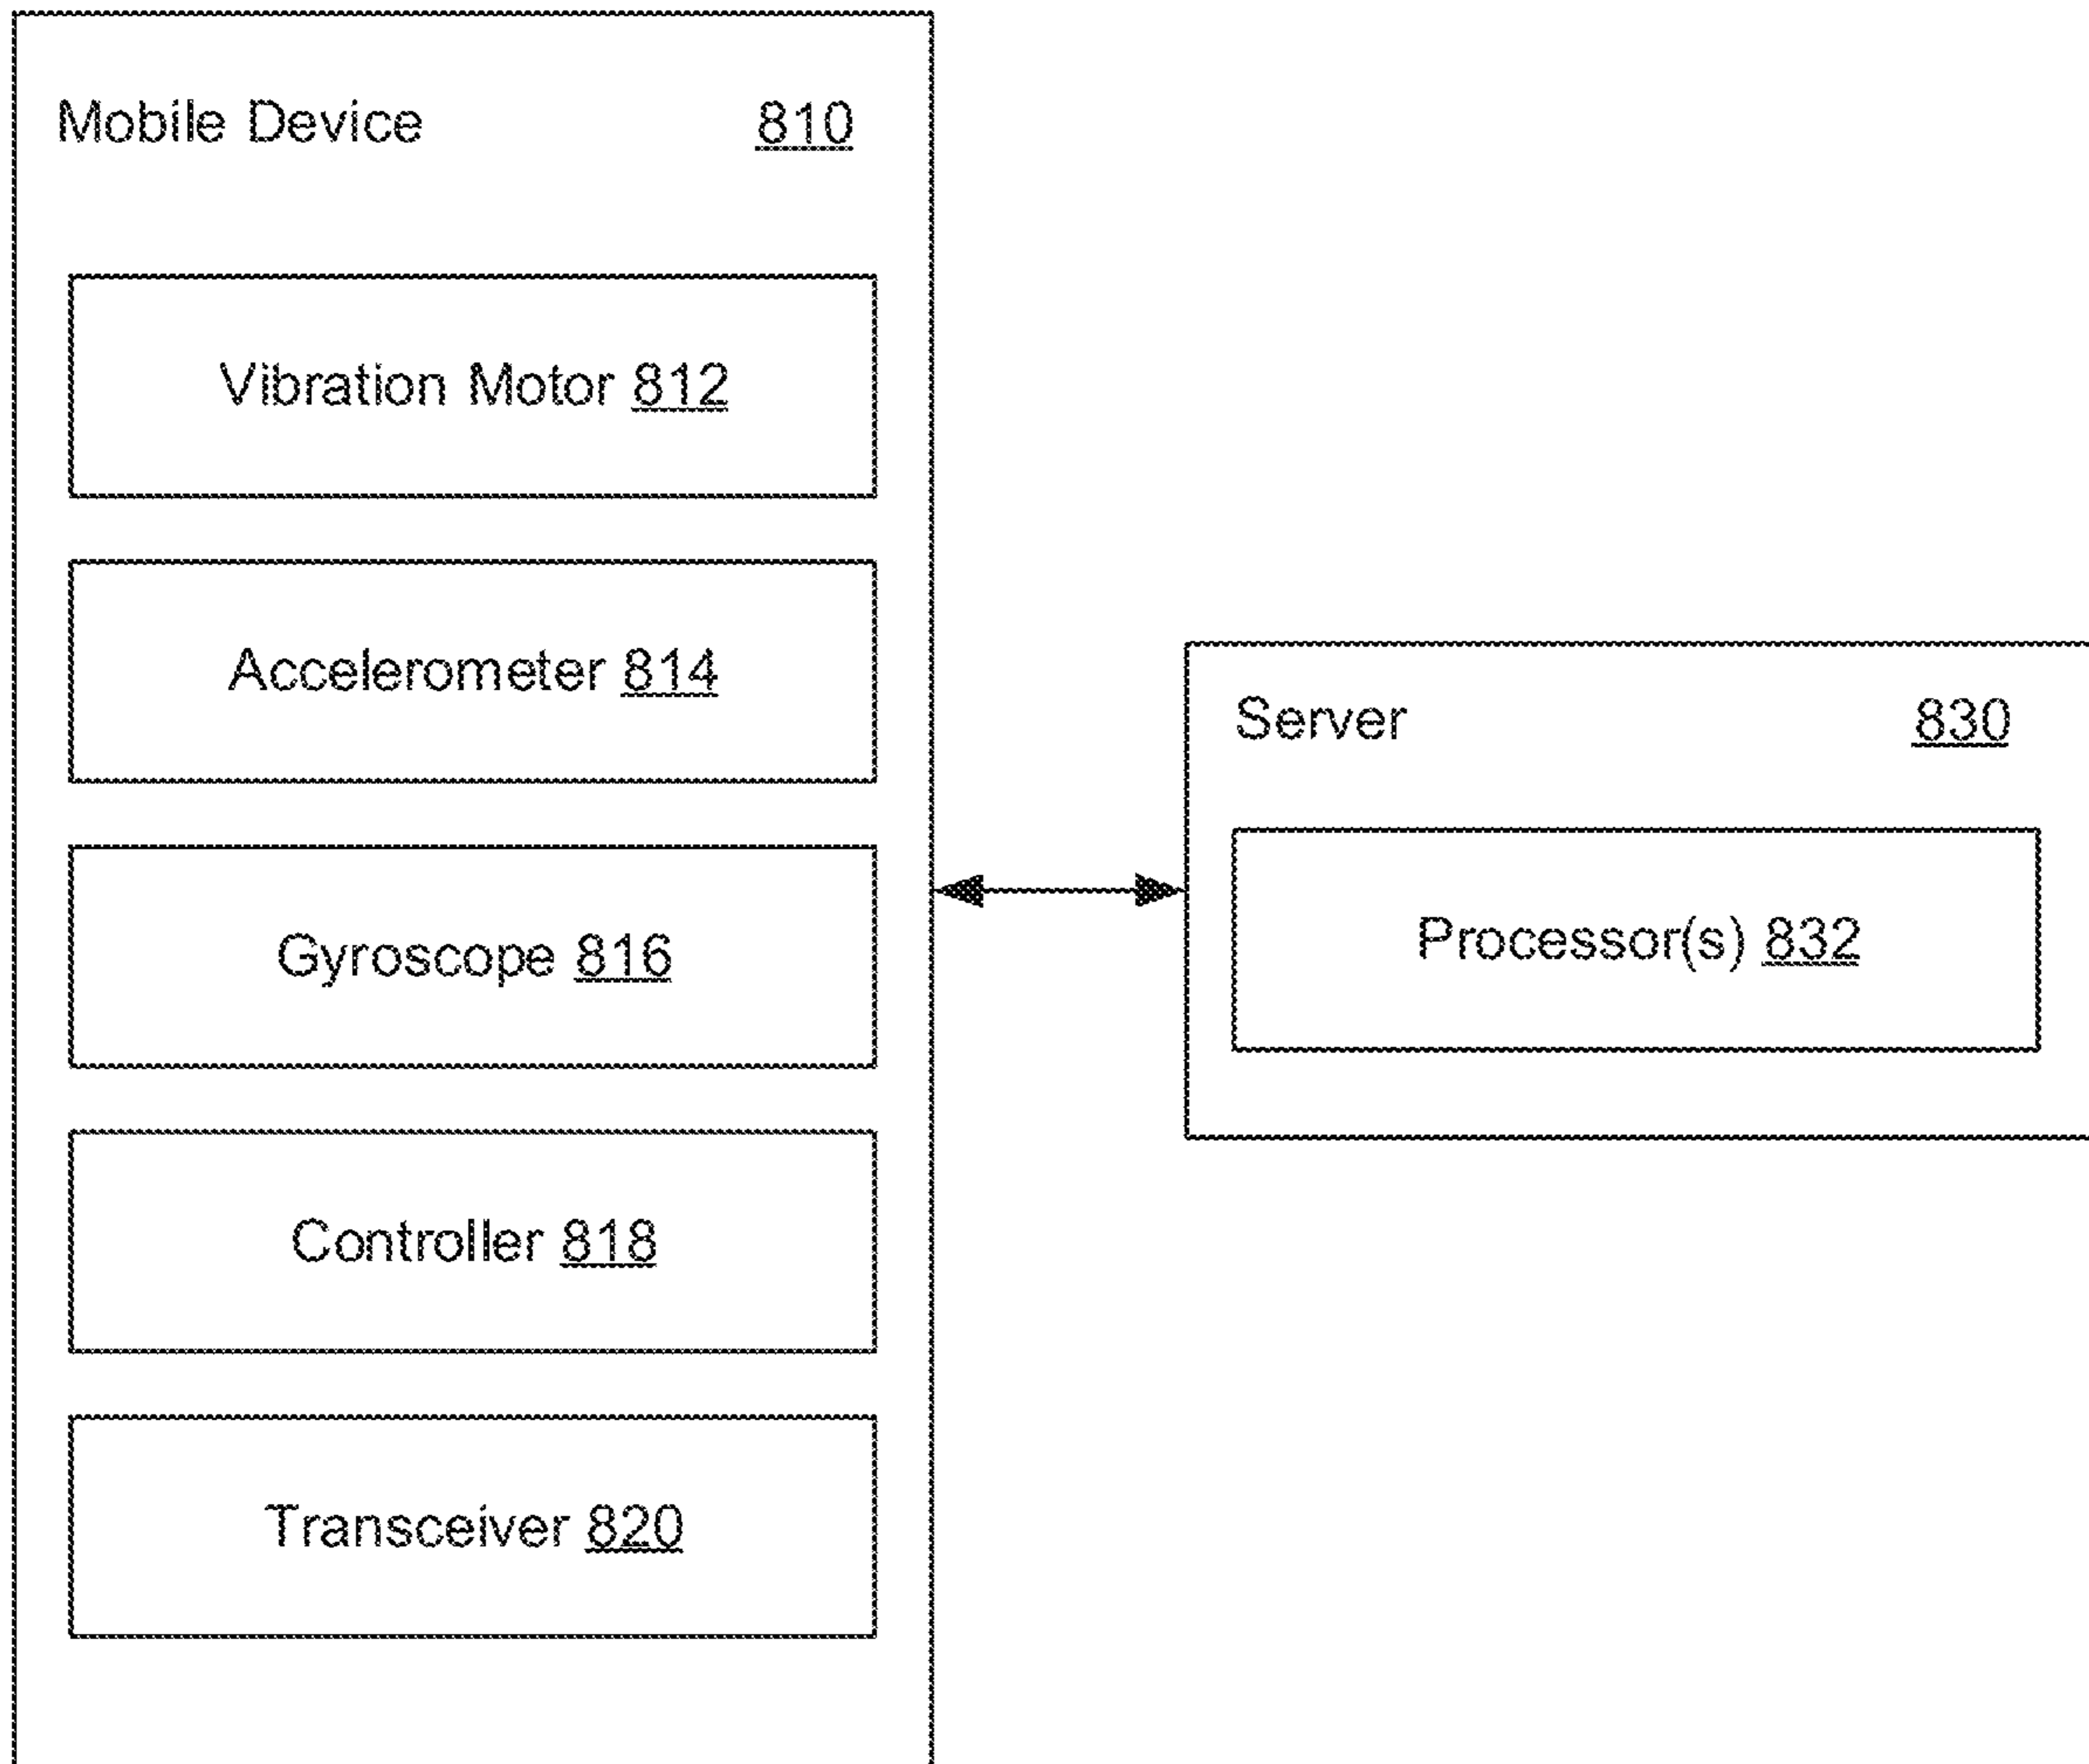 Mobile Device 810
Vibration Motor 812
Accelerometer 814
Gyroscope 816
Controller 818
Transceiver 820
Server 830
Processor(s) 832